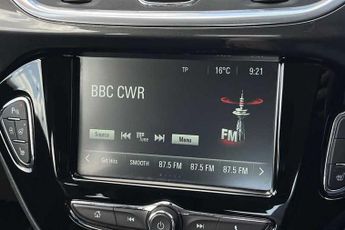 TP 16°C 9:21
BBC CWR
FM
Source Menu
Get Hits SMOOTH 87.5 FM 87.5 FM 87.5 FM